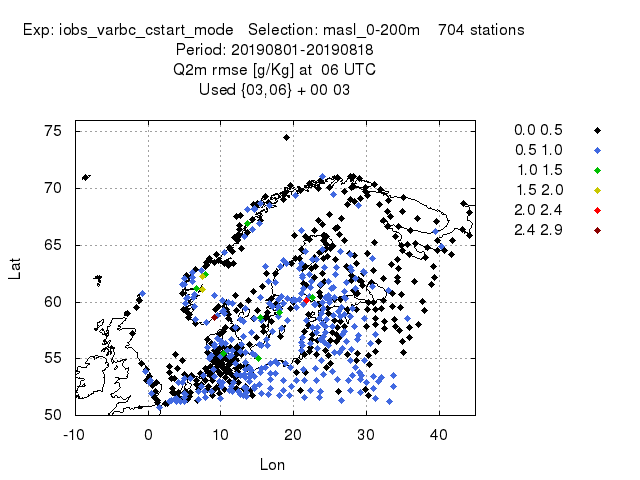 Exp: iobs_varbc_cstart_mode   Selection: masl_0-200m    704 stations
Period: 20190801-20190818
Q2m rmse [g/Kg] at  06 UTC
Used {03,06} + 00 03
0.0 0.5
0.5 1.0
1.0 1.5
1.5 2.0
2.0 2.4
2.4 2.9
75
70
65
60
55
50
Lat
-10 0 10 20 30 40
Lon